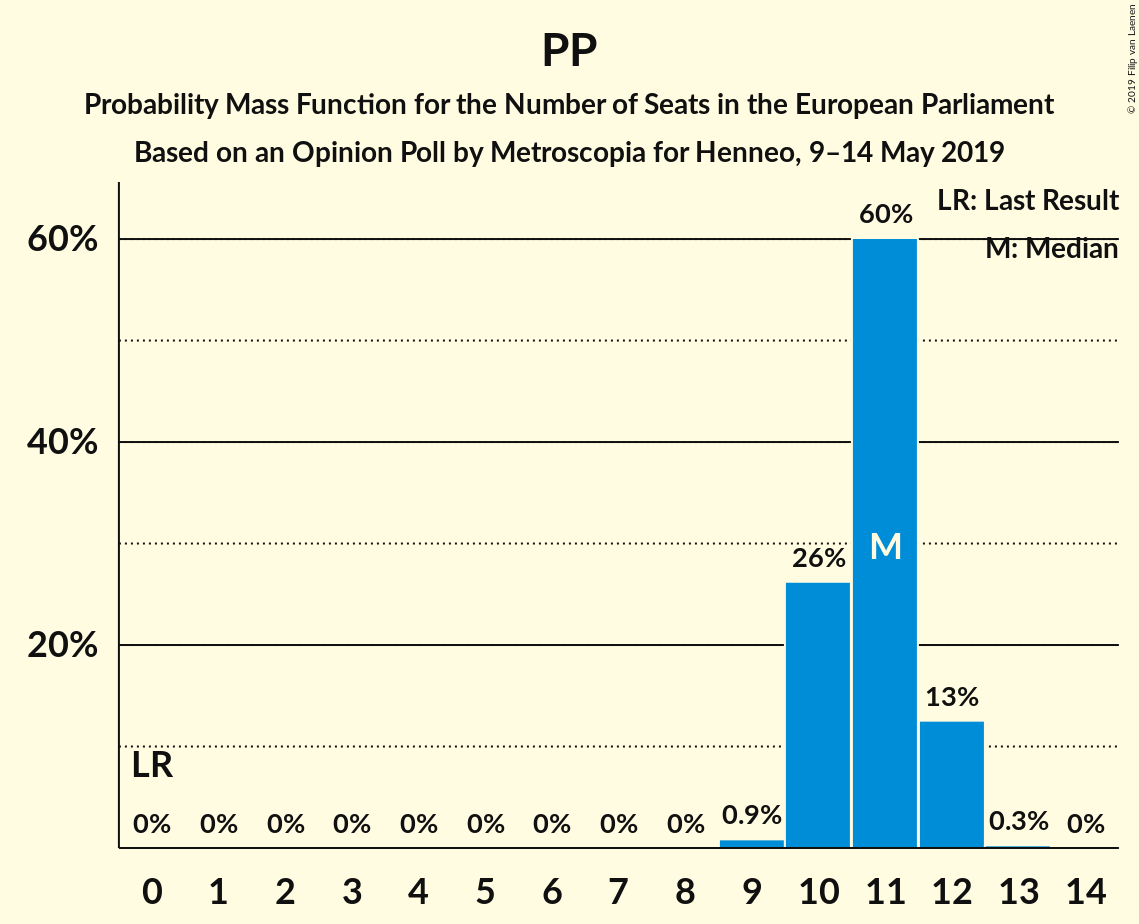 PP
Probability Mass Function for the Number of Seats in the European Parliament
Based on an Opinion Poll by Metroscopia for Henneo, 9–14 May 2019
© 2019 Filip van Laenen
LR: Last Result
M: Median
60%
40%
20%
LR
M
0% 0% 0% 0% 0% 0% 0% 0% 0% 0.9% 26% 60% 13% 0.3% 0%
0 1 2 3 4 5 6 7 8 9 10 11 12 13 14